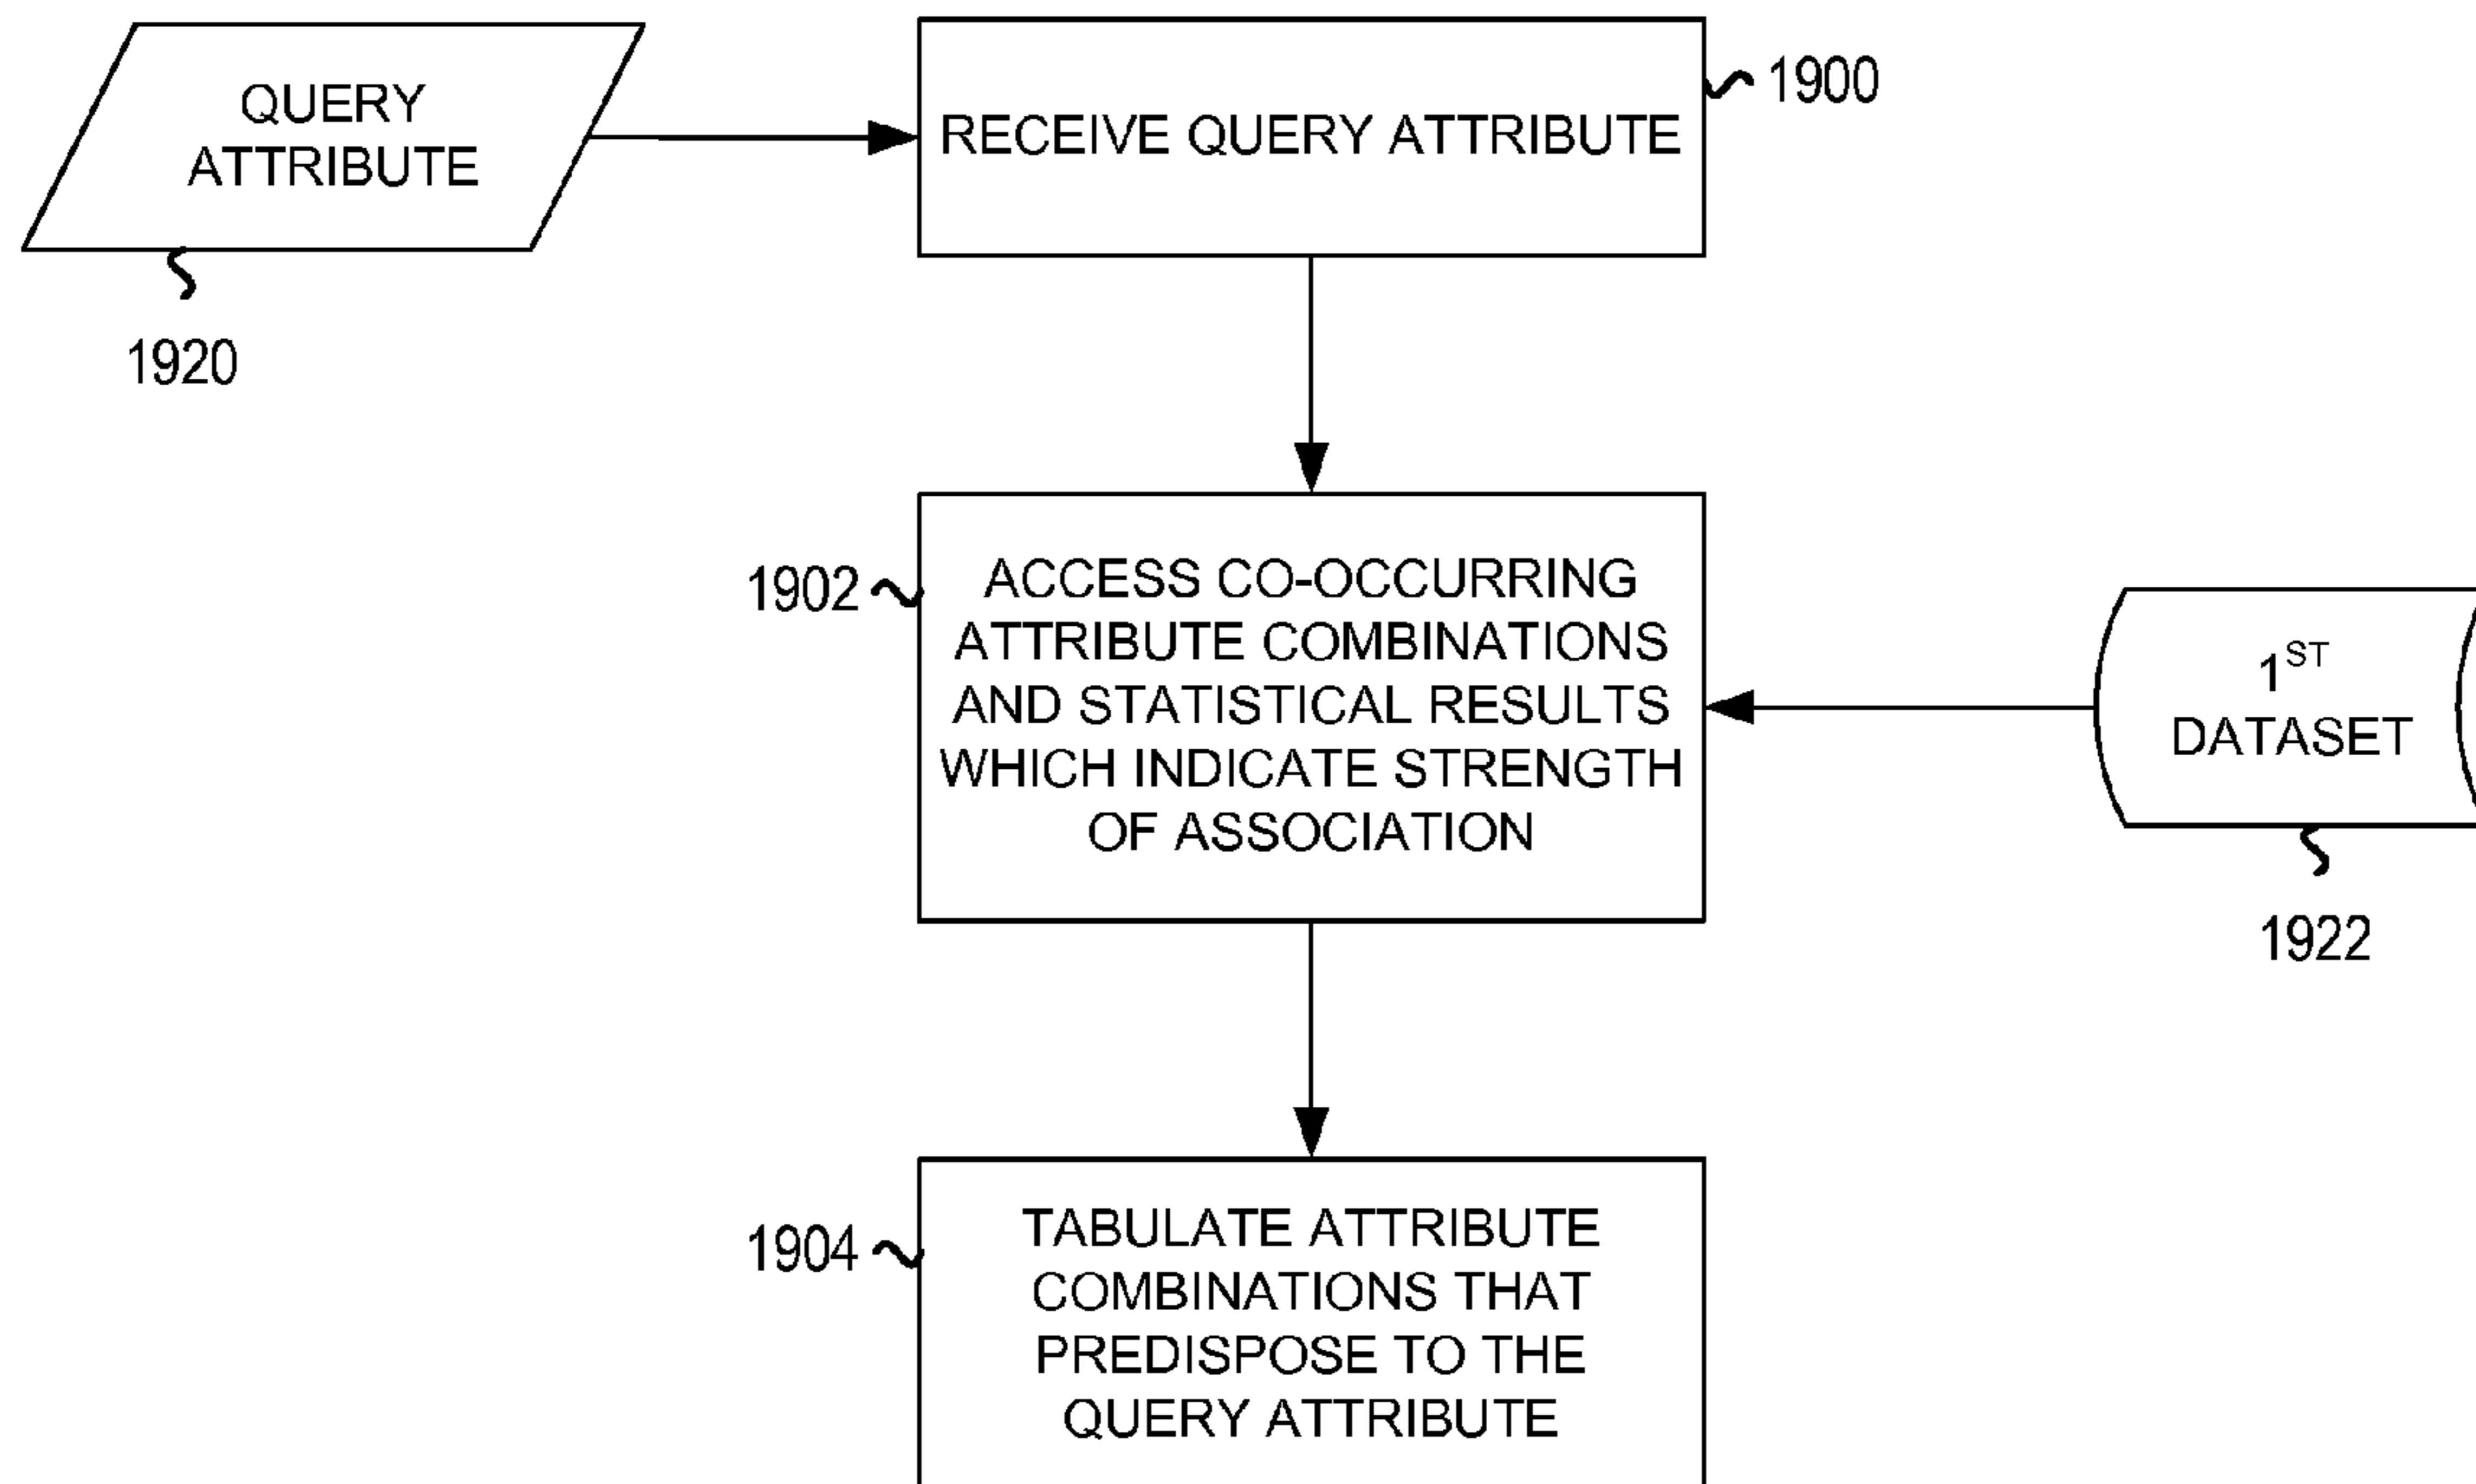 QUERY
ATTRIBUTE
1920
RECEIVE QUERY ATTRIBUTE
1900
1902
ACCESS CO-OCCURRING
ATTRIBUTE COMBINATIONS
AND STATISTICAL RESULTS
WHICH INDICATE STRENGTH
OF ASSOCIATION
1ST
DATASET
1922
1904
TABULATE ATTRIBUTE
COMBINATIONS THAT
PREDISPOSE TO THE
QUERY ATTRIBUTE